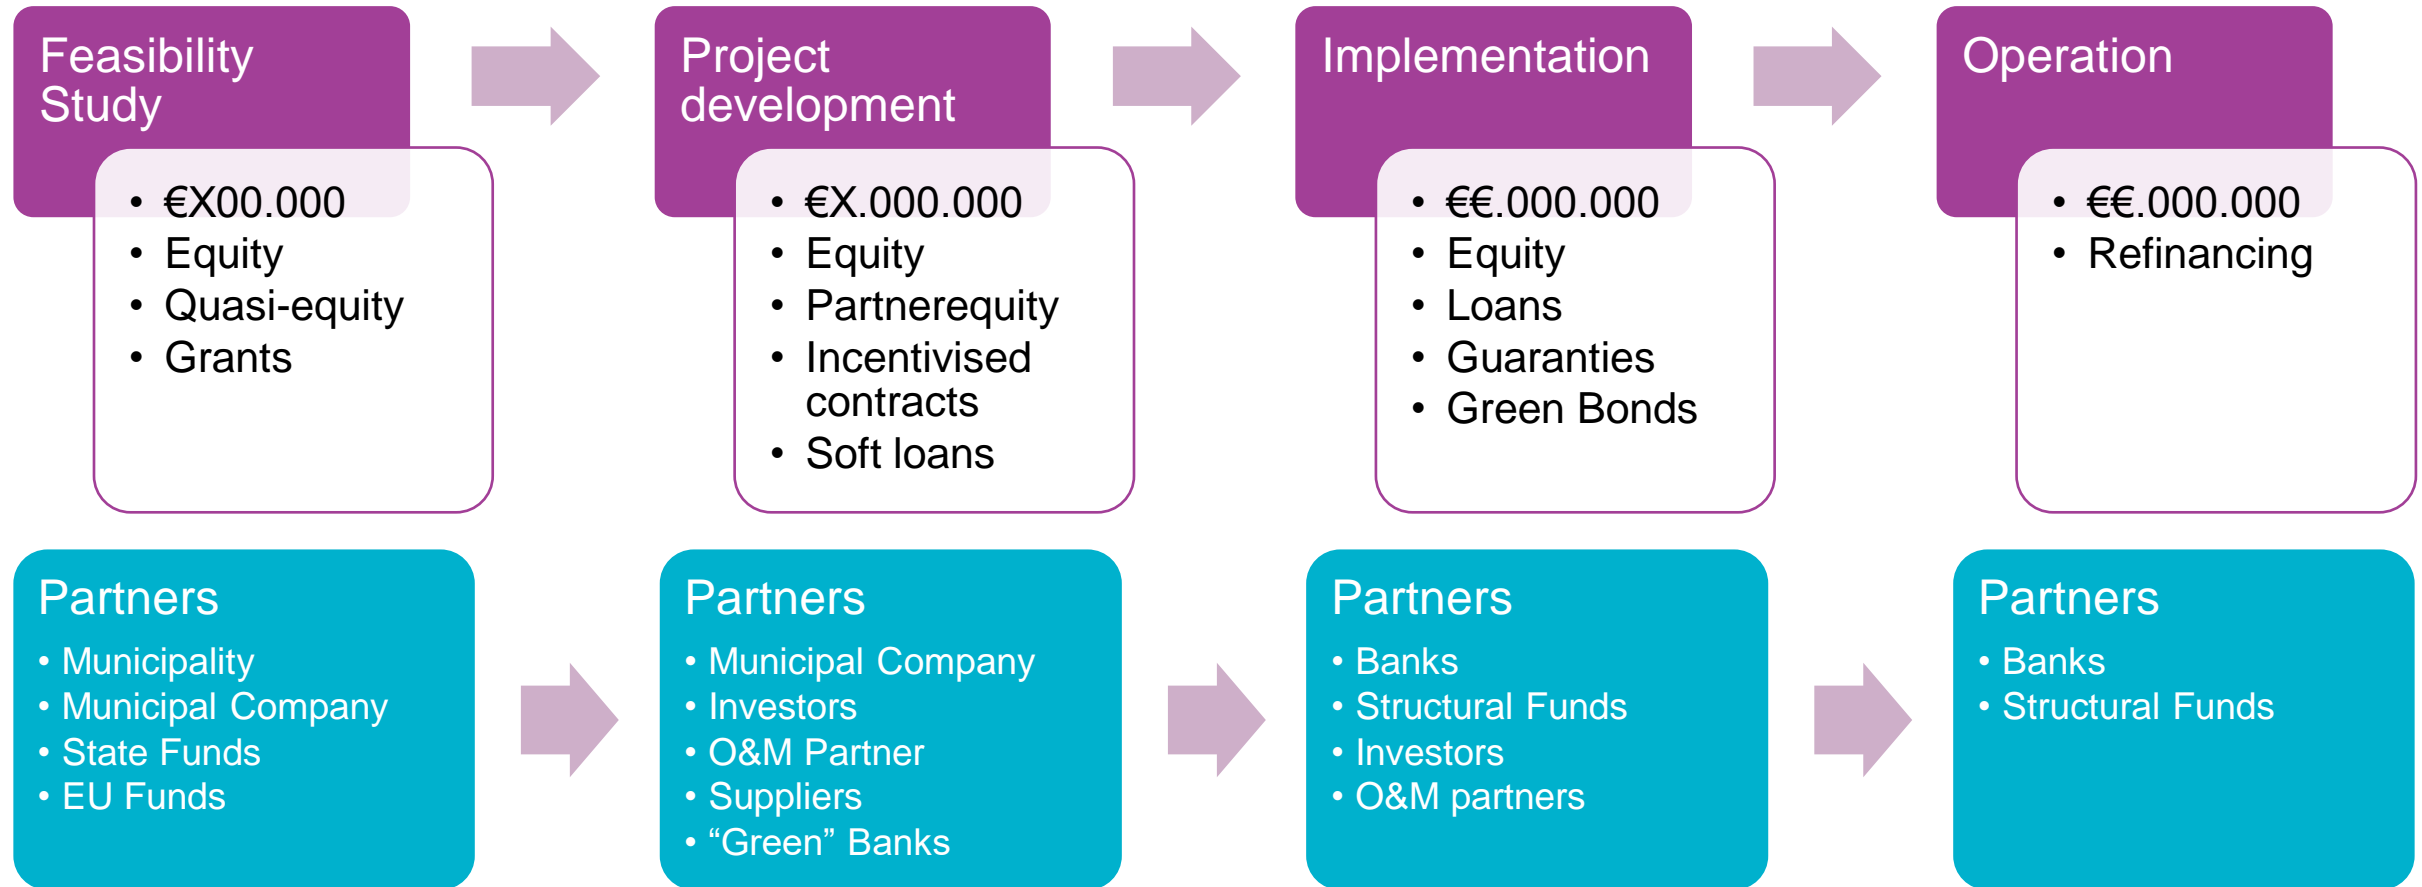 Feasibility
Study
• €X00.000
• Equity
• Quasi-equity
• Grants
Project
development
• €X.000.000
• Equity
• Partnerequity
• Incentivised
contracts
• Soft loans
Implementation
• €€.000.000
• Equity
• Loans
• Guaranties
• Green Bonds
Operation
• €€.000.000
• Refinancing
Partners
• Municipality
• Municipal Company
• State Funds
• EU Funds
Partners
• Municipal Company
• Investors
• O&M Partner
• Suppliers
• “Green” Banks
Partners
• Banks
• Structural Funds
• Investors
• O&M partners
Partners
• Banks
• Structural Funds